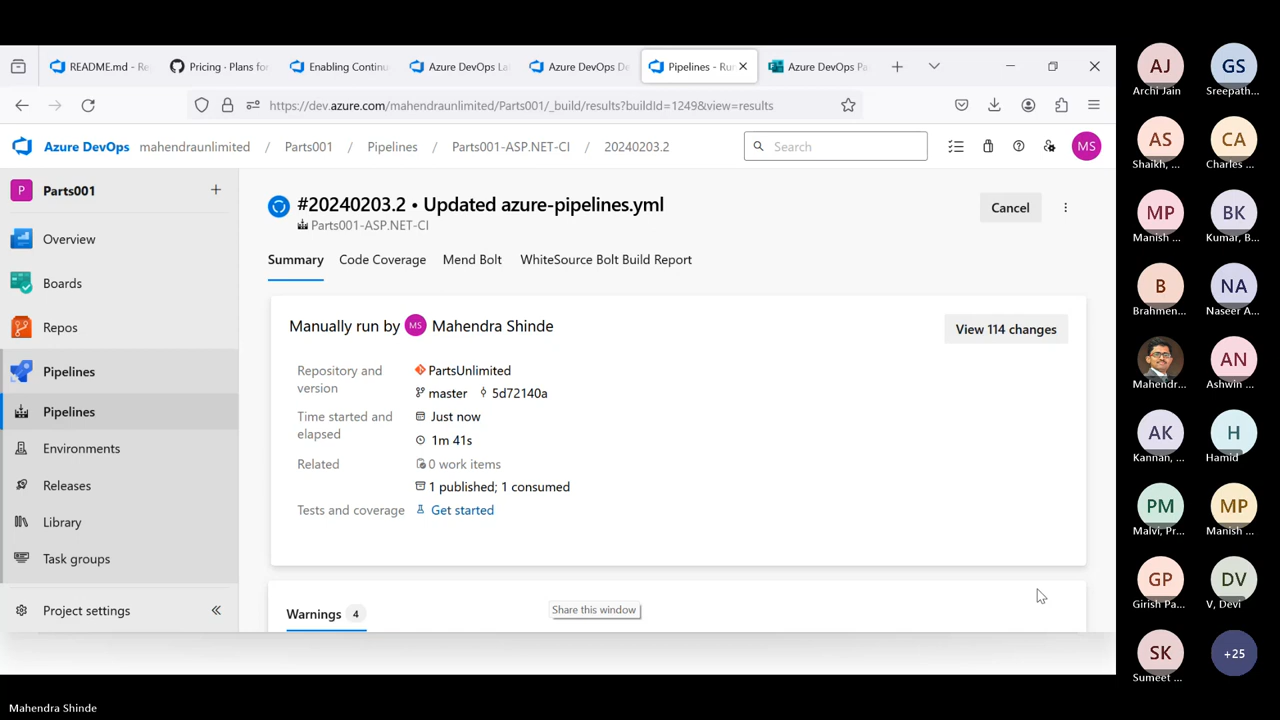 README.md - Re
Pricing · Plans for
Enabling Continu
Azure DevOps La
Azure DevOps De
Pipelines - Run
Azure DevOps Pa
https://dev.azure.com/mahendraunlimited/Parts001/_build/results?buildId=1249&view=results
Azure DevOps mahendraunlimited / Parts001 / Pipelines / Parts001-ASP.NET-CI / 20240203.2
Search
MS
P Parts001
Overview
Boards
Repos
Pipelines
Pipelines
Environments
Releases
Library
Task groups
Project settings
#20240203.2 • Updated azure-pipelines.yml
Parts001-ASP.NET-CI
Cancel
Summary Code Coverage Mend Bolt WhiteSource Bolt Build Report
Manually run by MS Mahendra Shinde
View 114 changes
Repository and version
PartsUnlimited
master 5d72140a
Time started and elapsed
Just now
1m 41s
Related
0 work items
1 published; 1 consumed
Tests and coverage
Get started
Warnings 4
Share this window
AJ
Archi Jain
GS
Sreepath...
AS
Shaikh, ...
CA
Charles ...
MP
Manish ...
BK
Kumar, B...
B
Brahmen...
NA
Naseer A...
Mahendr...
AN
Ashwin ...
AK
Kannan, ...
H
Hamid
PM
Malvi, Pr...
MP
Manish ...
GP
Girish Pa...
DV
V, Devi
SK
Sumeet ...
+25
Mahendra Shinde